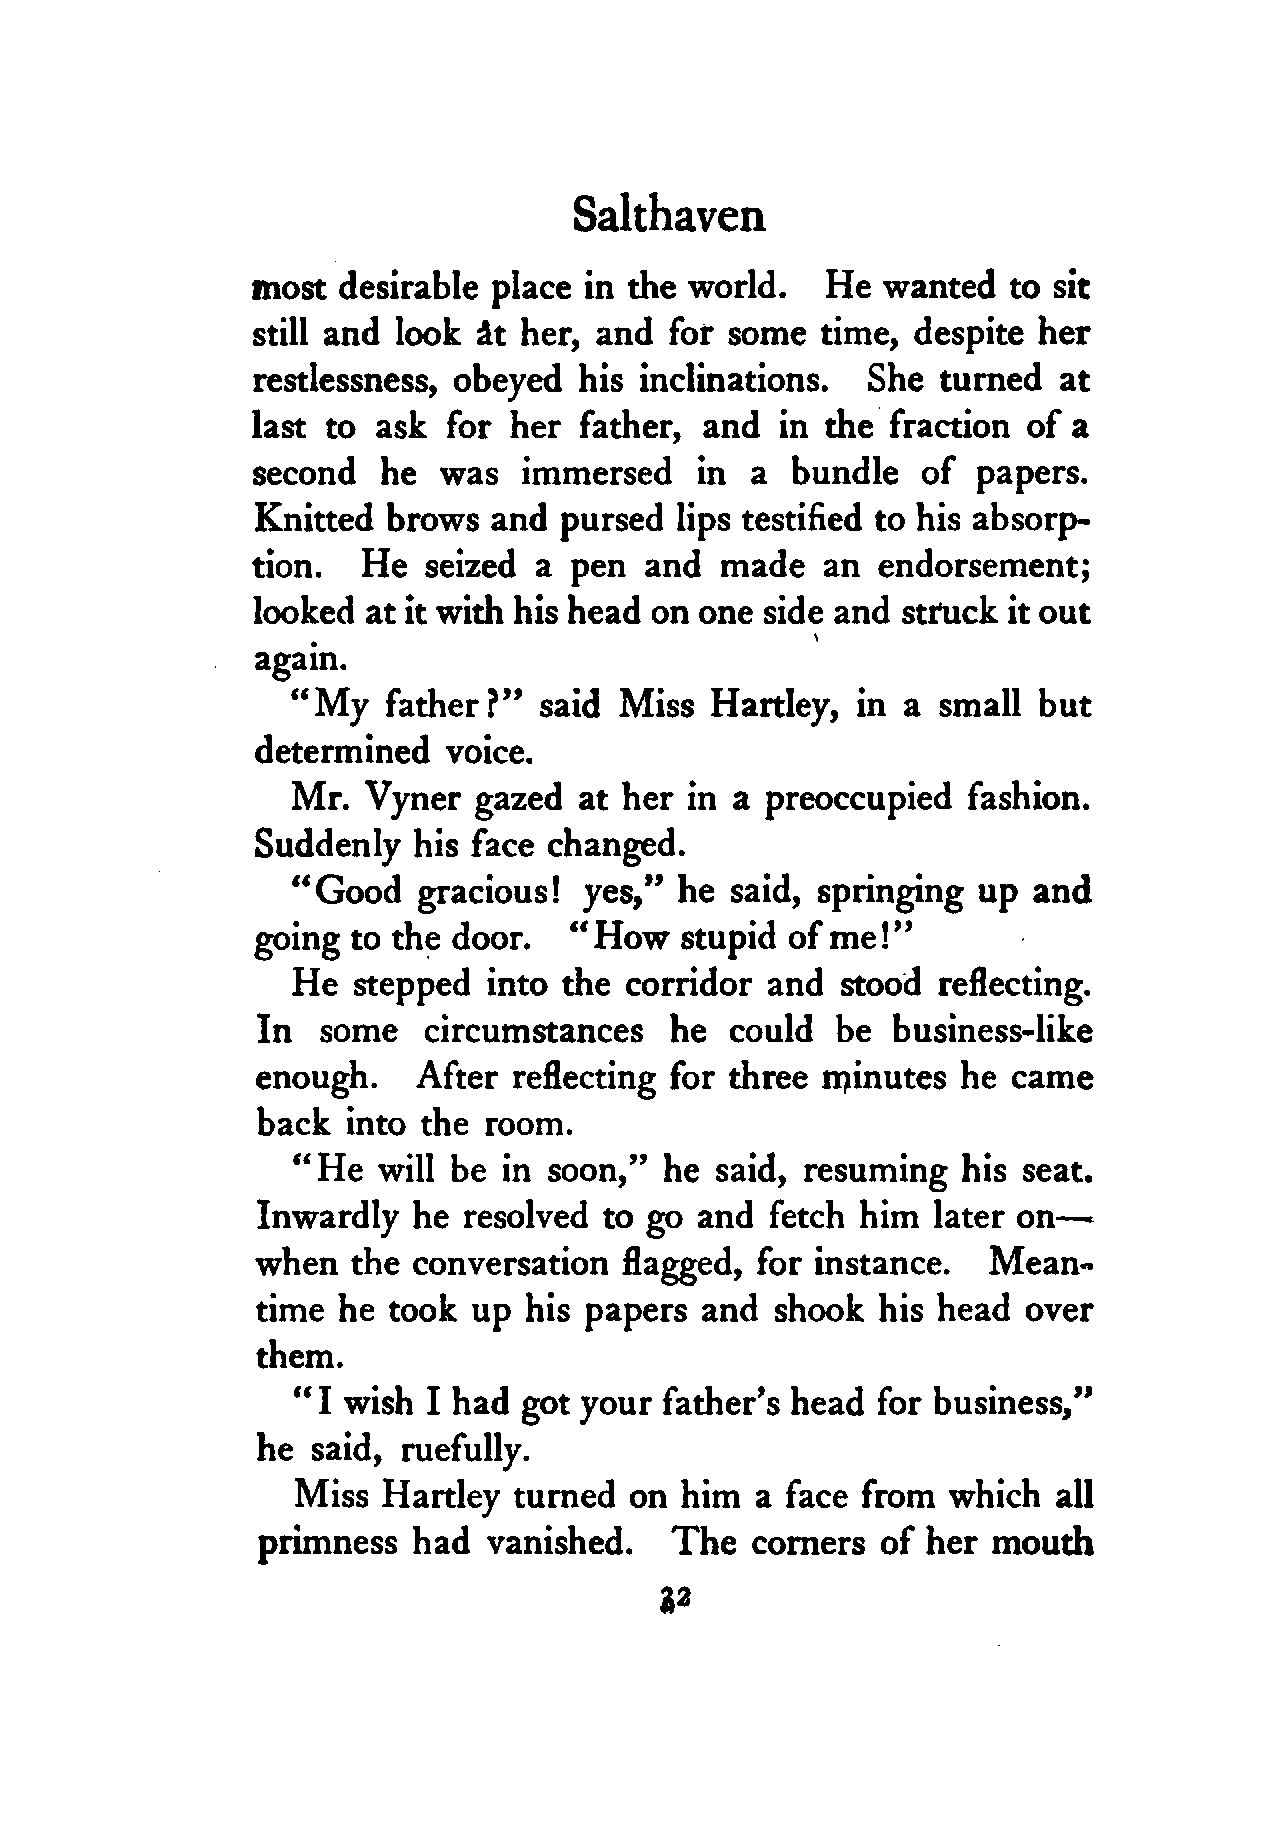 Salthaven
most desirable place in the world. He wanted to sit
still and look at her, and for some time, despite her
restlessness, obeyed his inclinations. She turned at
last to ask for her father, and in the fraction of a
second he was immersed in a bundle of papers.
Knitted brows and pursed lips testified to his absorp-
tion. He seized a pen and made an endorsement;
looked at it with his head on one side and struck it out
again.
"My father?" said Miss Hartley, in a small but
determined voice.
Mr. Vyner gazed at her in a preoccupied fashion.
Suddenly his face changed.
"Good gracious! yes," he said, springing up and
going to the door. "How stupid of me!"
He stepped into the corridor and stood reflecting.
In some circumstances he could be business-like
enough. After reflecting for three minutes he came
back into the room.
"He will be in soon," he said, resuming his seat.
Inwardly he resolved to go and fetch him later on—
when the conversation flagged, for instance. Mean-
time he took up his papers and shook his head over
them.
"I wish I had got your father's head for business,"
he said, ruefully.
Miss Hartley turned on him a face from which all
primness had vanished. The corners of her mouth